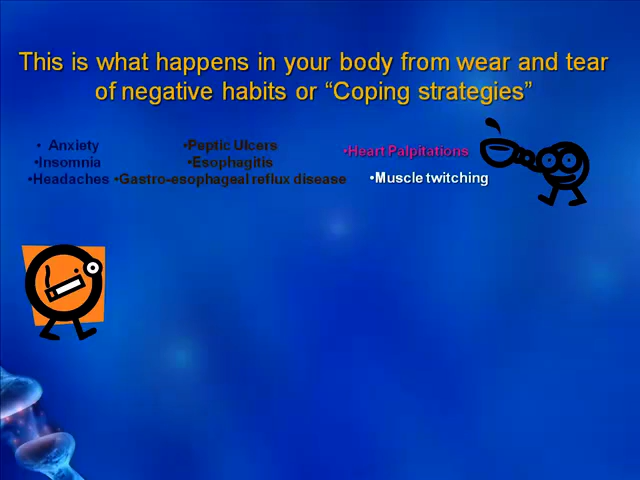 This is what happens in your body from wear and tear
of negative habits or “Coping strategies”
• Anxiety
•Insomnia
•Headaches
•Peptic Ulcers
•Esophagitis
•Gastro-esophageal reflux disease
•Heart Palpitations
•Muscle twitching